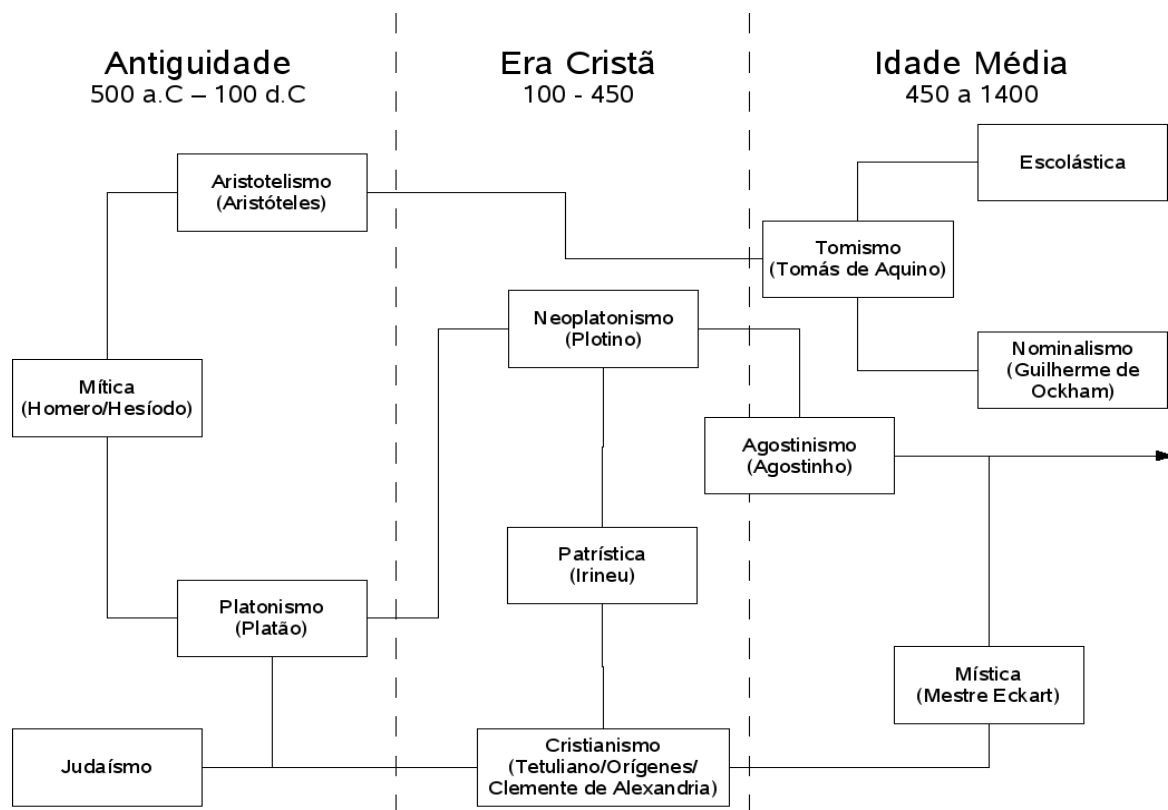 Antiguidade
500 a.C – 100 d.C
Era Cristã
100 - 450
Idade Média
450 a 1400
Aristotelismo
(Aristóteles)
Escolástica
Tomismo
(Tomás de Aquino)
Neoplatonismo
(Plotino)
Nominalismo
(Guilherme de
Ockham)
Mítica
(Homero/Hesíodo)
Agostinismo
(Agostinho)
Patrística
(Irineu)
Platonismo
(Platão)
Mística
(Mestre Eckart)
Judaísmo
Cristianismo
(Tetuliano/Orígenes/
Clemente de Alexandria)